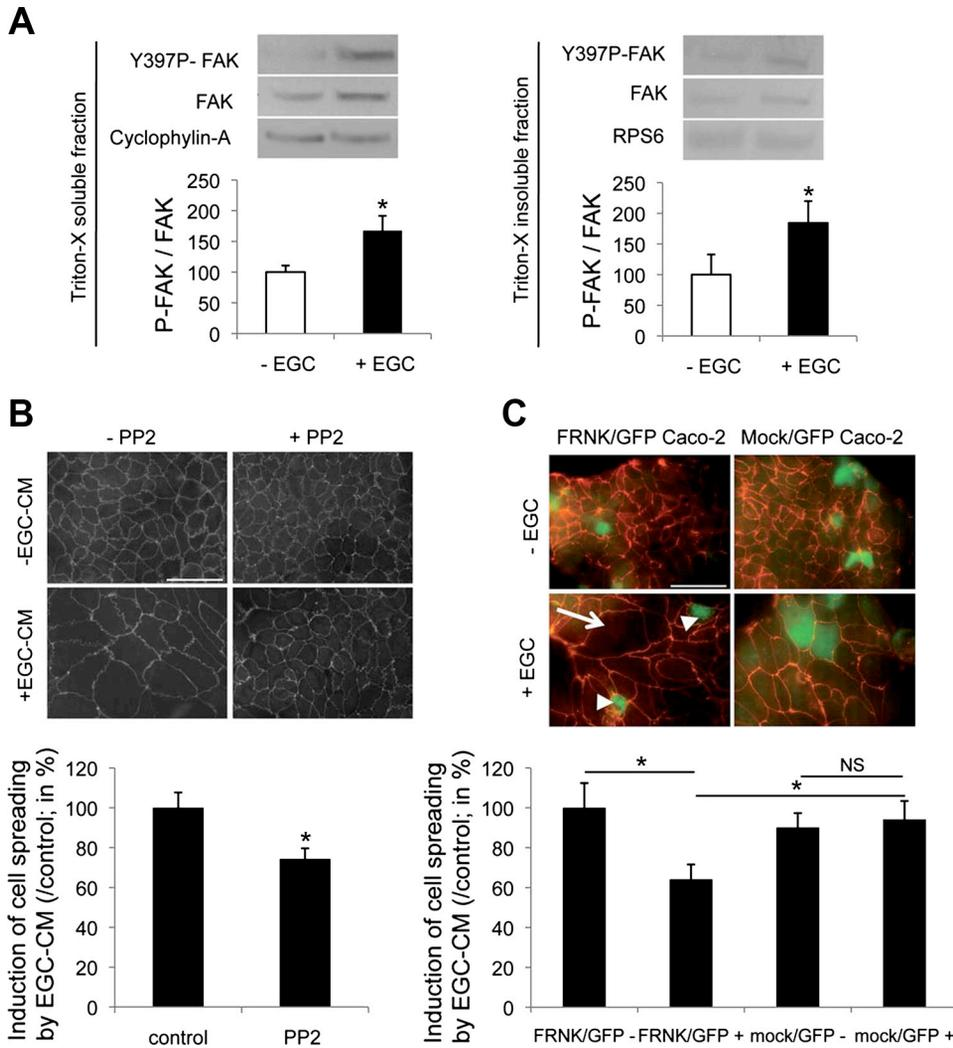 A
Triton-X soluble fraction
Y397P- FAK
FAK
Cyclophylin-A
P-FAK / FAK
250
200
150
100
50
0
*
- EGC
+ EGC
Triton-X insoluble fraction
Y397P-FAK
FAK
RPS6
P-FAK / FAK
250
200
150
100
50
0
*
- EGC
+ EGC
B
- PP2
+ PP2
-EGC-CM
+EGC-CM
Induction of cell spreading
by EGC-CM (/control; in %)
120
100
80
60
40
20
0
*
control
PP2
C
FRNK/GFP Caco-2
Mock/GFP Caco-2
- EGC
+ EGC
Induction of cell spreading
by EGC-CM (/control; in %)
120
100
80
60
40
20
0
*
*
NS
FRNK/GFP -
FRNK/GFP +
mock/GFP -
mock/GFP +